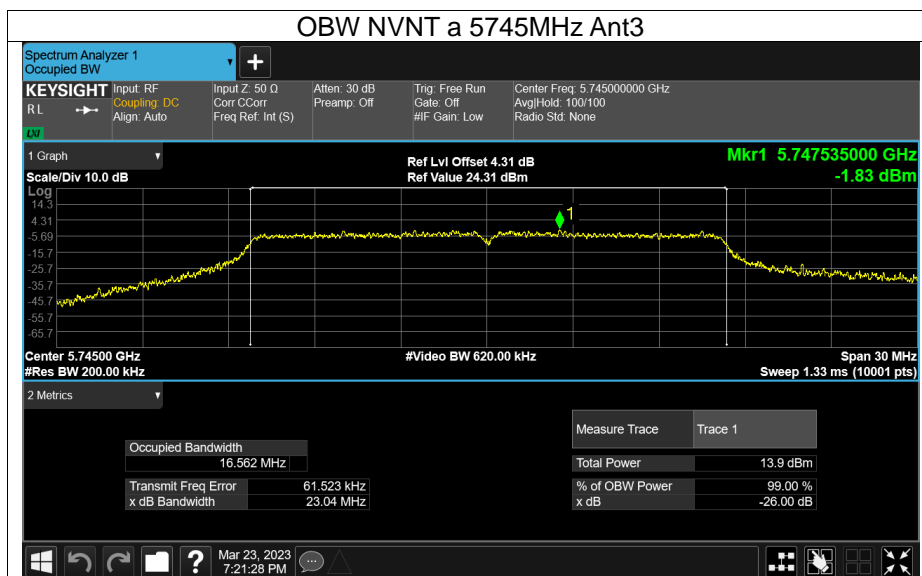 OBW NVNT a 5745MHz Ant3
Spectrum Analyzer 1
Occupied BW
+
KEYSIGHT
R L
LXI
Input: RF
Coupling: DC
Align: Auto
Input Z: 50 Ω
Corr CCorr
Freq Ref: Int (S)
Atten: 30 dB
Preamp: Off
Trig: Free Run
Gate: Off
#IF Gain: Low
Center Freq: 5.745000000 GHz
Avg|Hold: 100/100
Radio Std: None
1 Graph
Scale/Div 10.0 dB
Ref Lvl Offset 4.31 dB
Ref Value 24.31 dBm
Mkr1 5.747535000 GHz
-1.83 dBm
Log
14.3
4.31
-5.69
-15.7
-25.7
-35.7
-45.7
-55.7
-65.7
1
Center 5.74500 GHz
#Res BW 200.00 kHz
#Video BW 620.00 kHz
Span 30 MHz
Sweep 1.33 ms (10001 pts)
2 Metrics
Measure Trace Trace 1
Occupied Bandwidth
16.562 MHz
Total Power 13.9 dBm
Transmit Freq Error 61.523 kHz
% of OBW Power 99.00 %
x dB Bandwidth 23.04 MHz
x dB -26.00 dB
?
Mar 23, 2023
7:21:28 PM